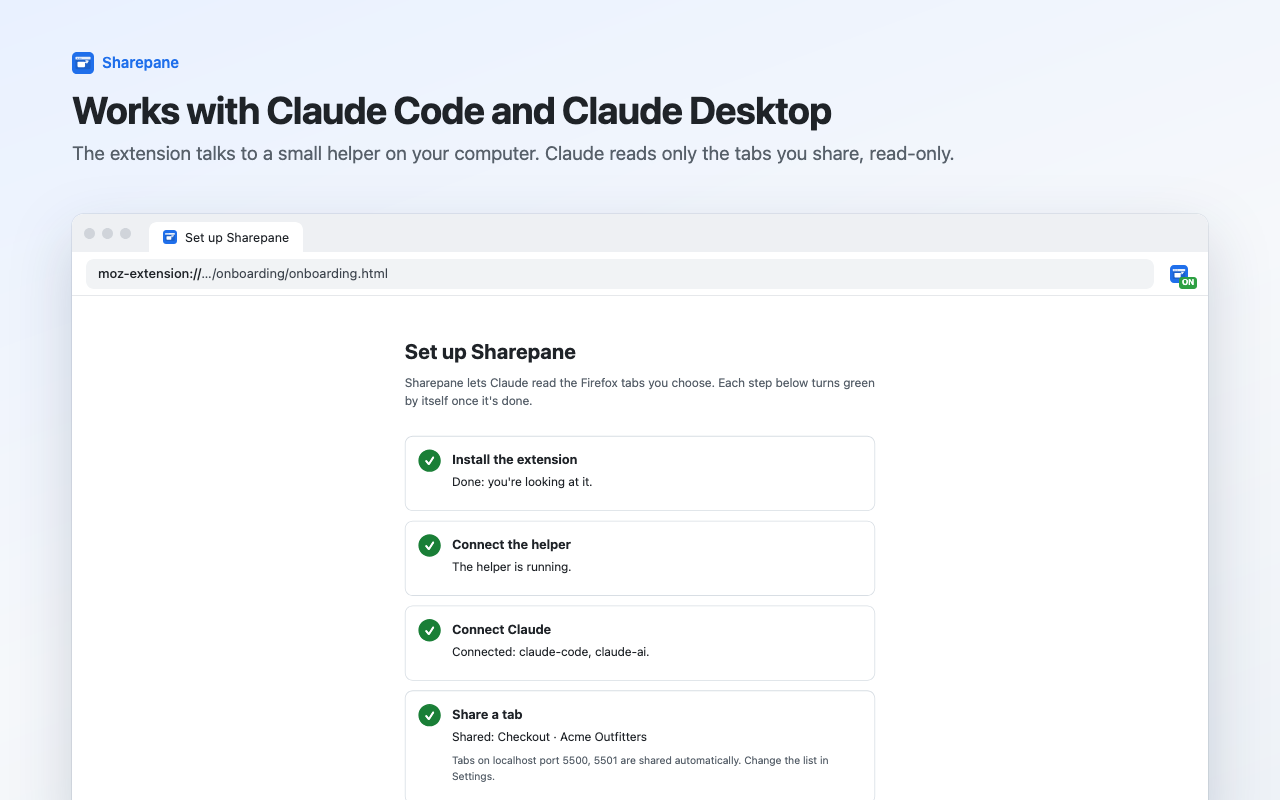 Sharepane
Works with Claude Code and Claude Desktop
The extension talks to a small helper on your computer. Claude reads only the tabs you share, read-only.
Set up Sharepane
moz-extension://.../onboarding/onboarding.html
ON
Set up Sharepane
Sharepane lets Claude read the Firefox tabs you choose. Each step below turns green
by itself once it's done.
Install the extension
Done: you're looking at it.
Connect the helper
The helper is running.
Connect Claude
Connected: claude-code, claude-ai.
Share a tab
Shared: Checkout · Acme Outfitters
Tabs on localhost port 5500, 5501 are shared automatically. Change the list in
Settings.